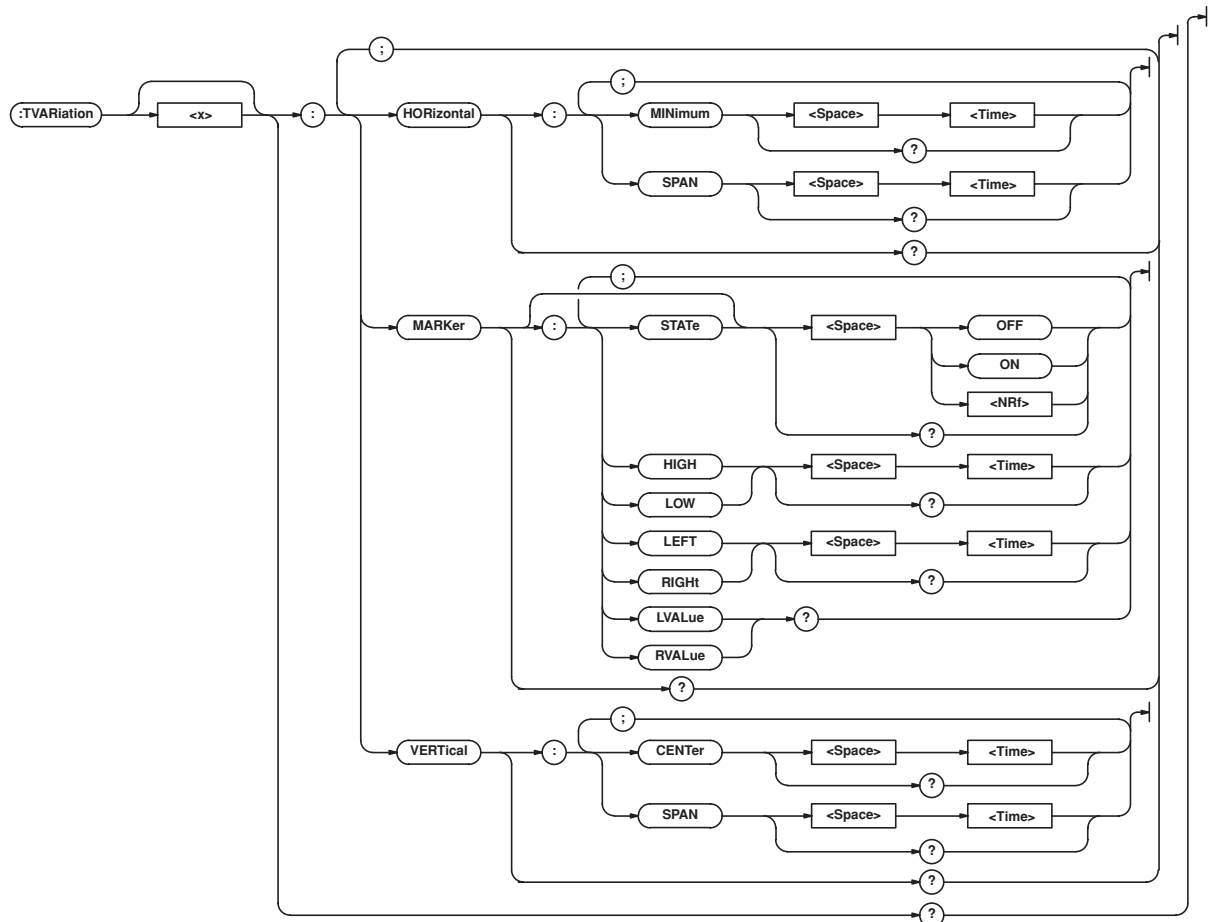 ;
;
:TVARiation <x> : HORizontal : MINimum <Space> <Time>
?
SPAN <Space> <Time>
?
?
;
MARKer : STATe <Space> OFF
ON
<NRf>
?
HIGH <Space> <Time>
LOW ?
LEFT <Space> <Time>
RIGHt ?
LVALue ?
RVALue
?
;
VERTical : CENTer <Space> <Time>
?
SPAN <Space> <Time>
?
?
?